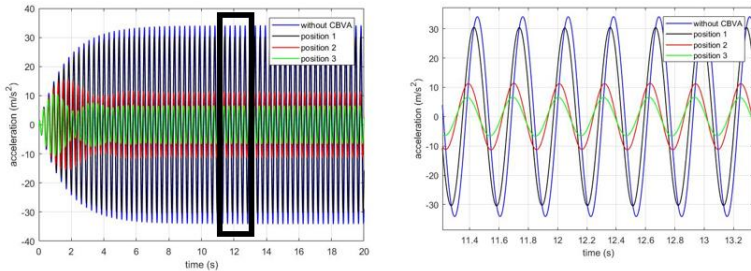 40
30
20
10
0
-10
-20
-30
-40
acceleration (m/s²)
without CBVA
position 1
position 2
position 3
0 2 4 6 8 10 12 14 16 18 20
time (s)
30
20
10
0
-10
-20
-30
acceleration (m/s²)
without CBVA
position 1
position 2
position 3
11.4 11.6 11.8 12 12.2 12.4 12.6 12.8 13 13.2
time (s)